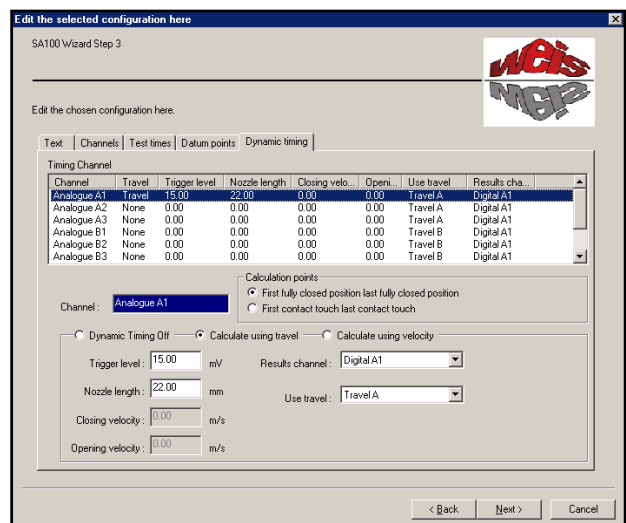 Edit the selected configuration here
SA100 Wizard Step 3
weis
weis
Edit the chosen configuration here.
Text Channels Test times Datum points Dynamic timing
Timing Channel
Channel Travel Trigger level Nozzle length Closing velo... Openi... Use travel Results cha...
Analogue A1 Travel 15.00 22.00 0.00 0.00 Travel A Digital A1
Analogue A2 None 0.00 0.00 0.00 0.00 Travel A Digital A1
Analogue A3 None 0.00 0.00 0.00 0.00 Travel A Digital A1
Analogue B1 None 0.00 0.00 0.00 0.00 Travel B Digital A1
Analogue B2 None 0.00 0.00 0.00 0.00 Travel B Digital A1
Analogue B3 None 0.00 0.00 0.00 0.00 Travel B Digital A1
Calculation points
First fully closed position last fully closed position
First contact touch last contact touch
Channel : Analogue A1
Dynamic Timing Off Calculate using travel Calculate using velocity
Trigger level : 15.00 mV Results channel : Digital A1
Nozzle length : 22.00 mm Use travel : Travel A
Closing velocity : 0.00 m/s
Opening velocity : 0.00 m/s
< Back Next > Cancel